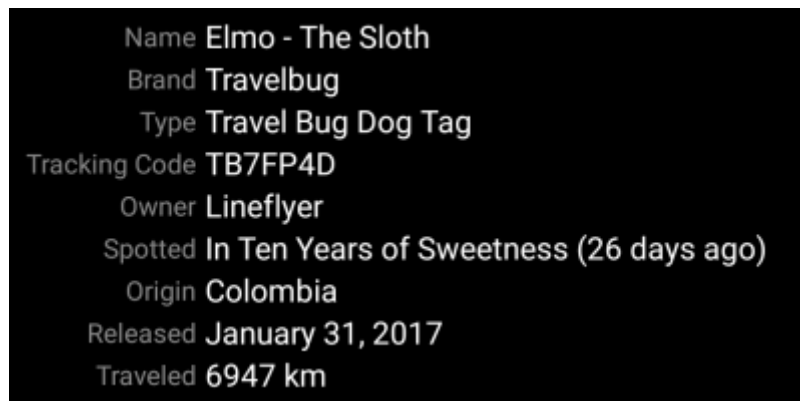 Name Elmo - The Sloth
Brand Travelbug
Type Travel Bug Dog Tag
Tracking Code TB7FP4D
Owner Lineflyer
Spotted In Ten Years of Sweetness (26 days ago)
Origin Colombia
Released January 31, 2017
Traveled 6947 km